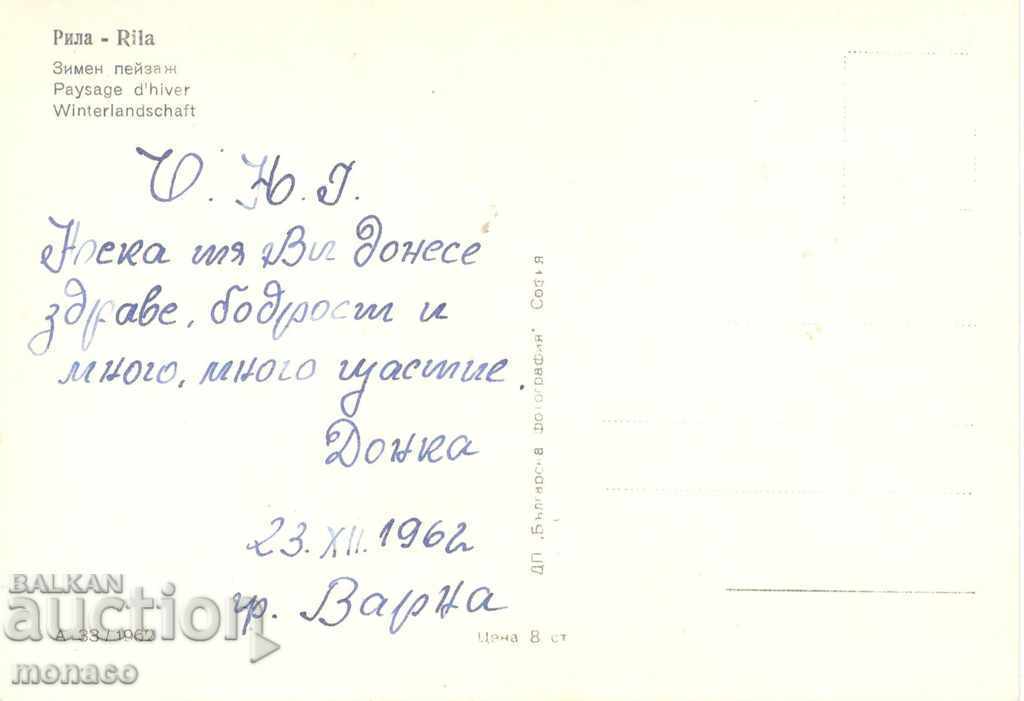 Рила - Rila
Зимен пейзаж
Paysage d'hiver
Winterlandschaft
Ч. Н. Г.
Нека тя Ви донесе
здраве, бодрост и
много, много щастие.
Донка
23.XII.1962
гр. Варна
ДП „Българска фотография" София
А-33/1962
Цена 8 ст
BALKAN
auction
monaco